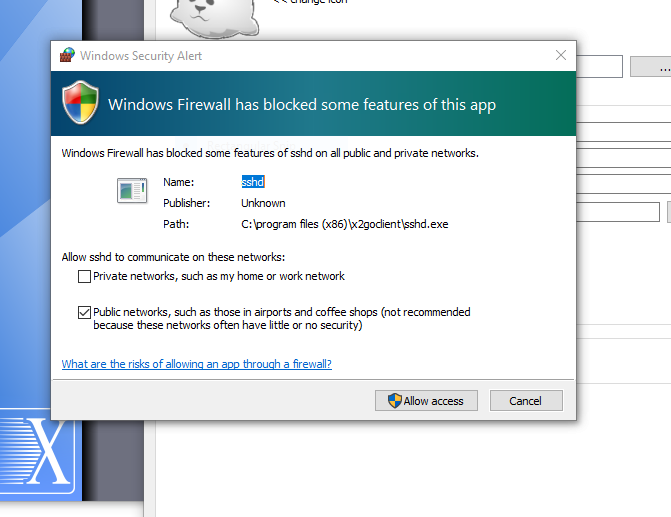 << change icon
Windows Security Alert
...
Windows Firewall has blocked some features of this app
Windows Firewall has blocked some features of sshd on all public and private networks.
Name: sshd
Publisher: Unknown
Path: C:\program files (x86)\x2goclient\sshd.exe
Allow sshd to communicate on these networks:
Private networks, such as my home or work network
Public networks, such as those in airports and coffee shops (not recommended
because these networks often have little or no security)
What are the risks of allowing an app through a firewall?
Allow access Cancel
X